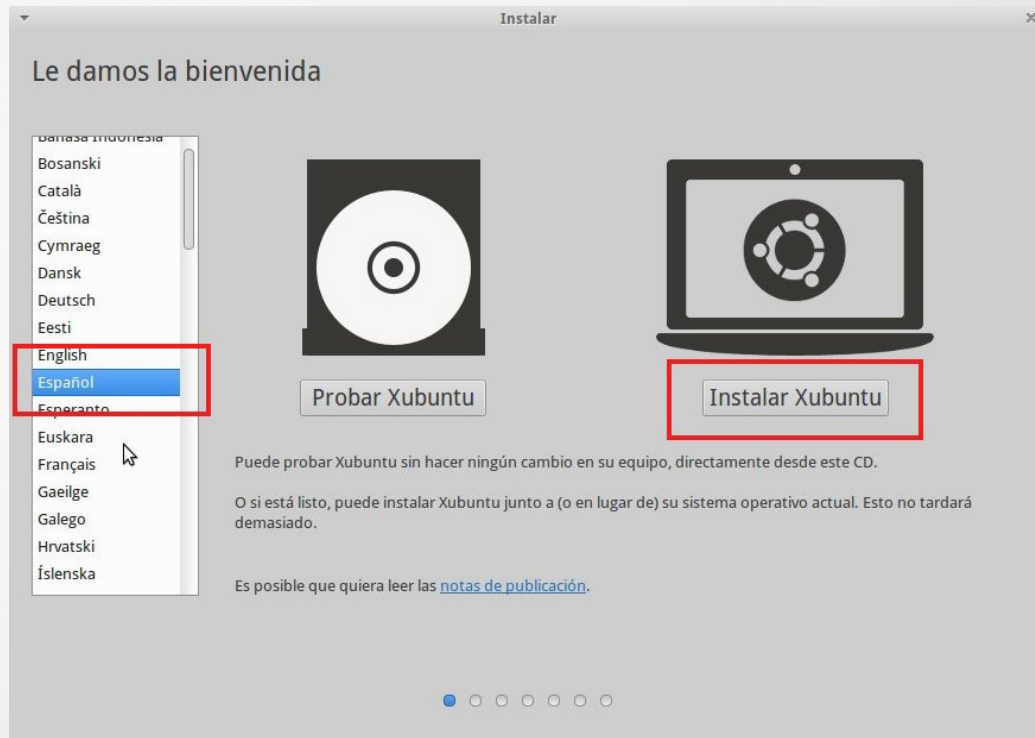 Instalar
Le damos la bienvenida
Bahasa Indonesia
Bosanski
Català
Čeština
Cymraeg
Dansk
Deutsch
Eesti
English
Español
Esperanto
Euskara
Français
Gaeilge
Galego
Hrvatski
Íslenska
Probar Xubuntu
Instalar Xubuntu
Puede probar Xubuntu sin hacer ningún cambio en su equipo, directamente desde este CD.
O si está listo, puede instalar Xubuntu junto a (o en lugar de) su sistema operativo actual. Esto no tardará
demasiado.
Es posible que quiera leer las notas de publicación.